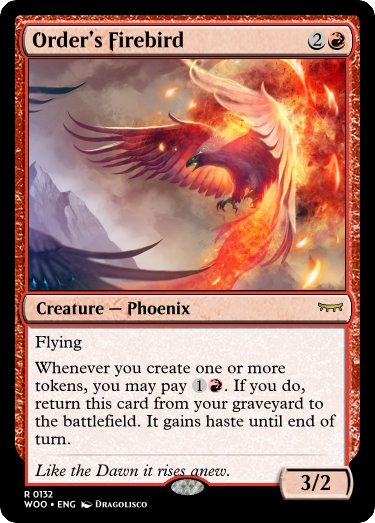 Order's Firebird 2
Creature — Phoenix
Flying
Whenever you create one or more
tokens, you may pay 1 . If you do,
return this card from your graveyard to
the battlefield. It gains haste until end of
turn.
Like the Dawn it rises anew.
3/2
R 0132
WOO • ENG Dragolisco